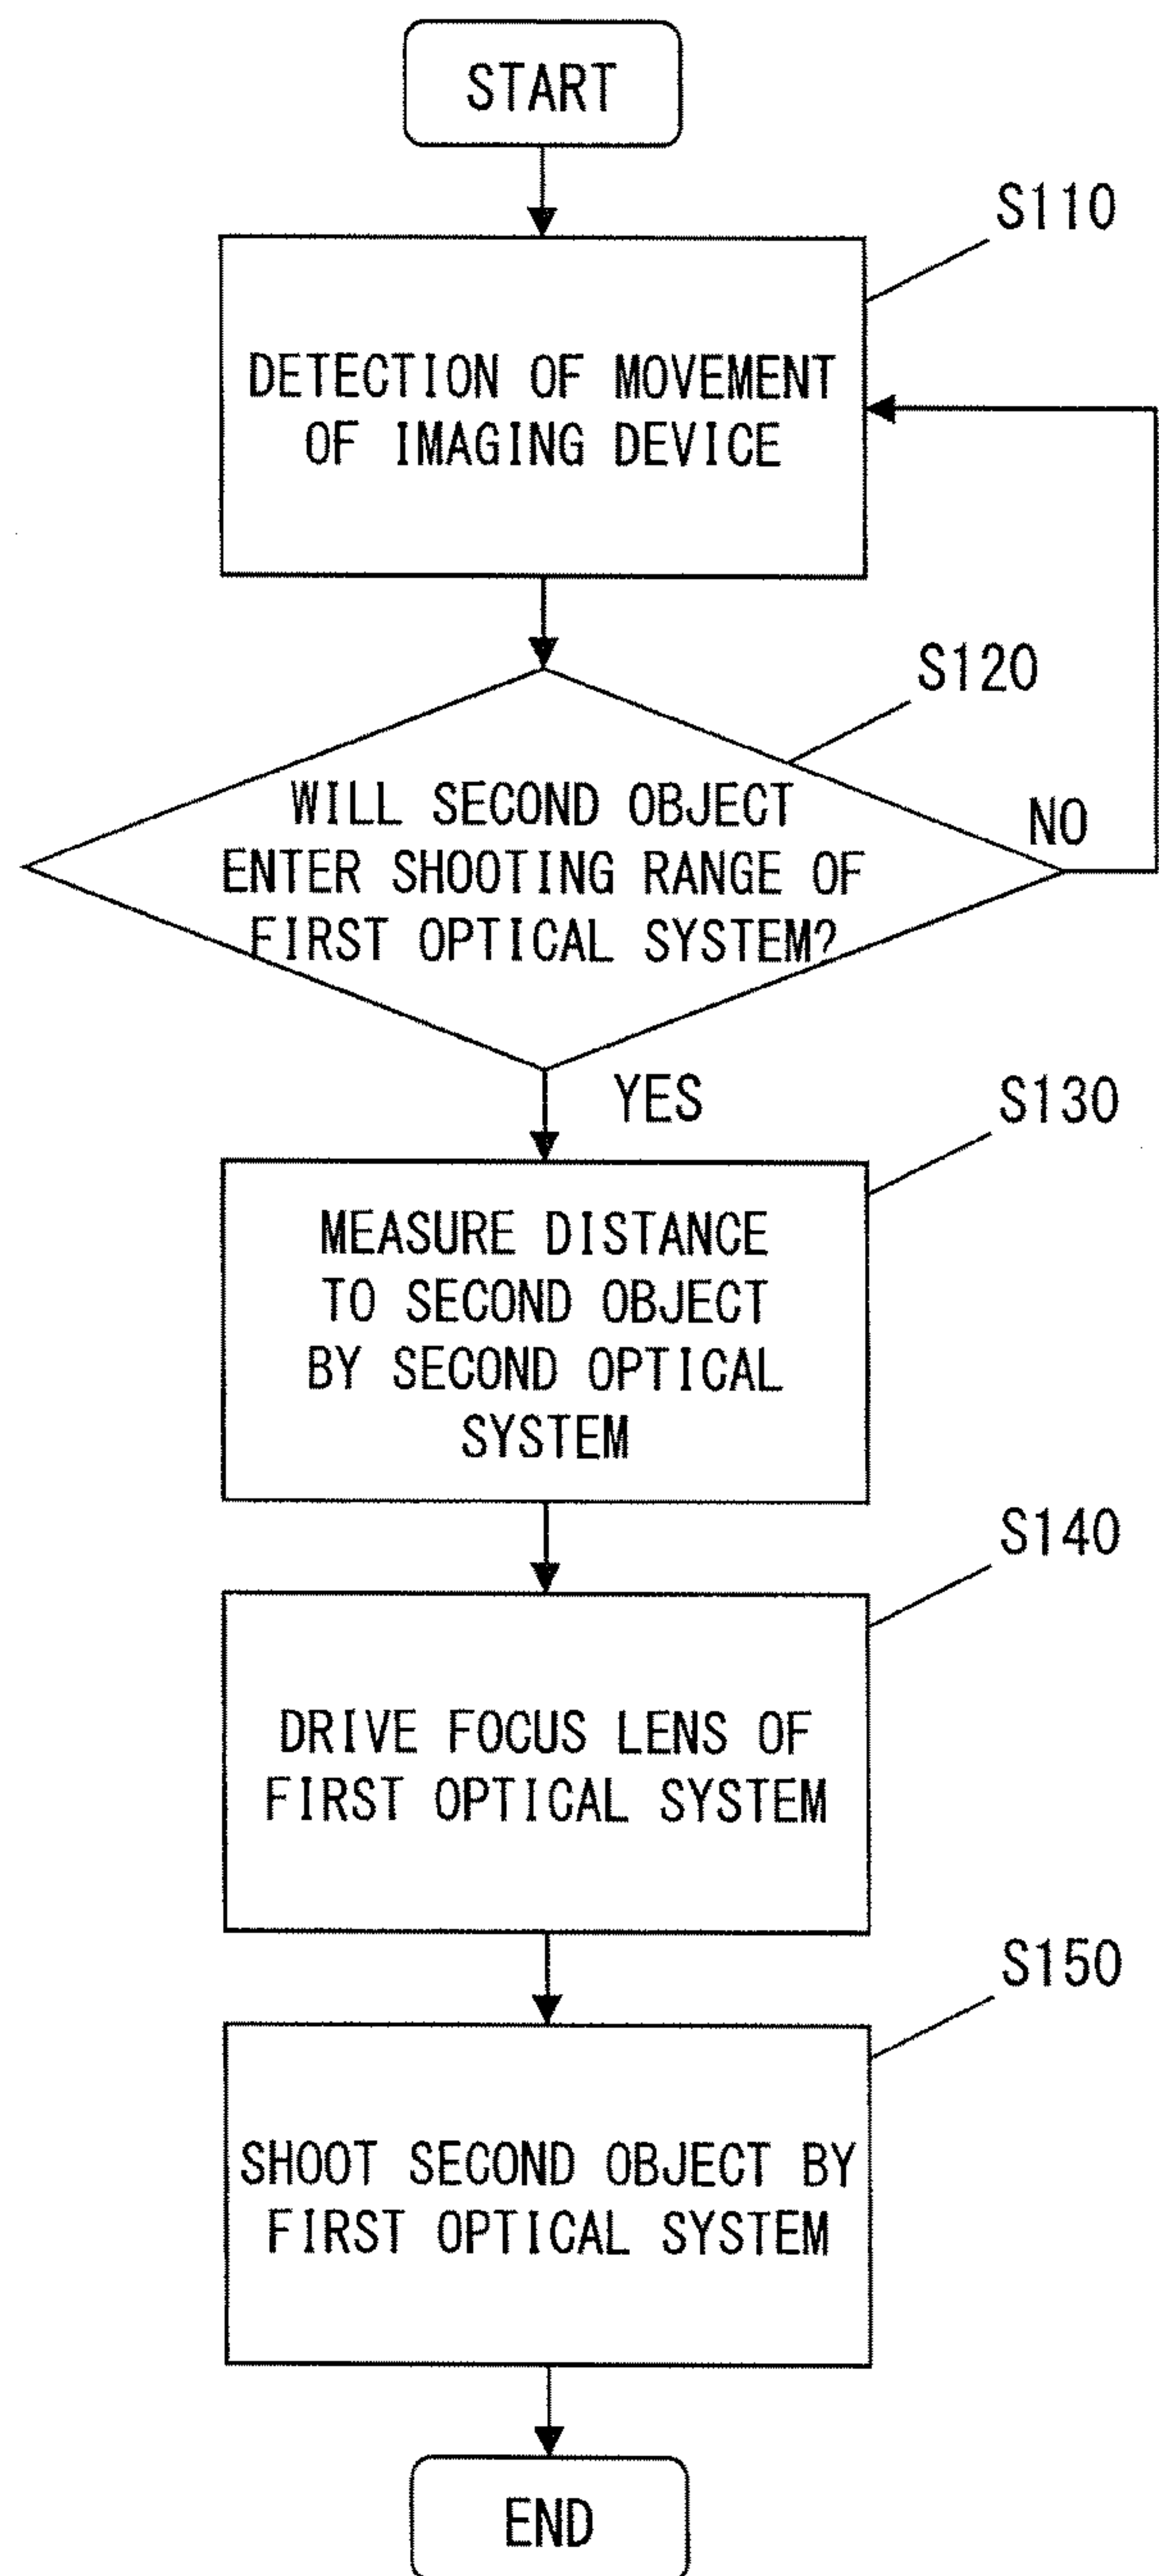 START
S110
DETECTION OF MOVEMENT
OF IMAGING DEVICE
S120
WILL SECOND OBJECT
ENTER SHOOTING RANGE OF
FIRST OPTICAL SYSTEM?
NO
YES
S130
MEASURE DISTANCE
TO SECOND OBJECT
BY SECOND OPTICAL
SYSTEM
S140
DRIVE FOCUS LENS OF
FIRST OPTICAL SYSTEM
S150
SHOOT SECOND OBJECT BY
FIRST OPTICAL SYSTEM
END